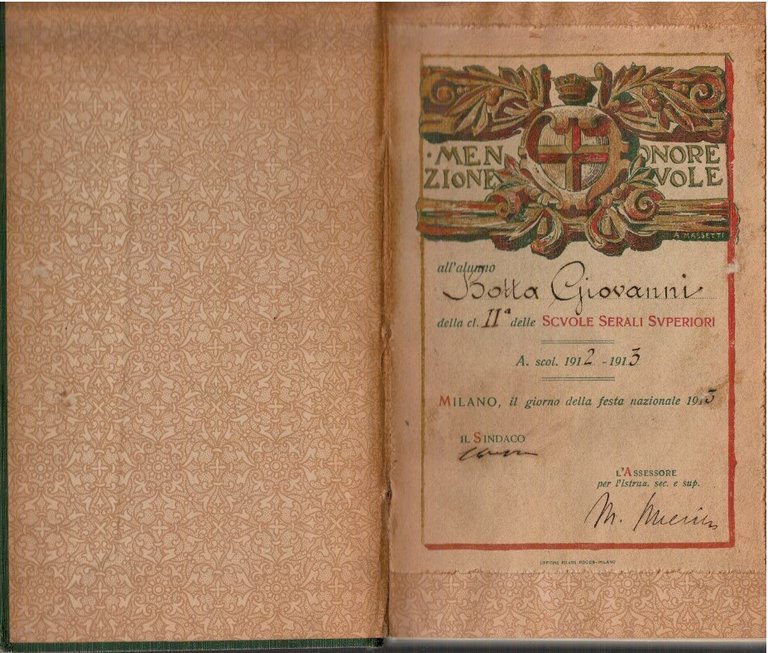 ·MEN ONORE
ZIONE VOLE
A. MASSETTI
all'alunno
Botta Giovanni
della cl. IIª delle SCVOLE SERALI SVPERIORI
A. scol. 1912 -1913
MILANO, il giorno della festa nazionale 1913
IL SINDACO
L'ASSESSORE
per l'istruz. sec. e sup.
M.